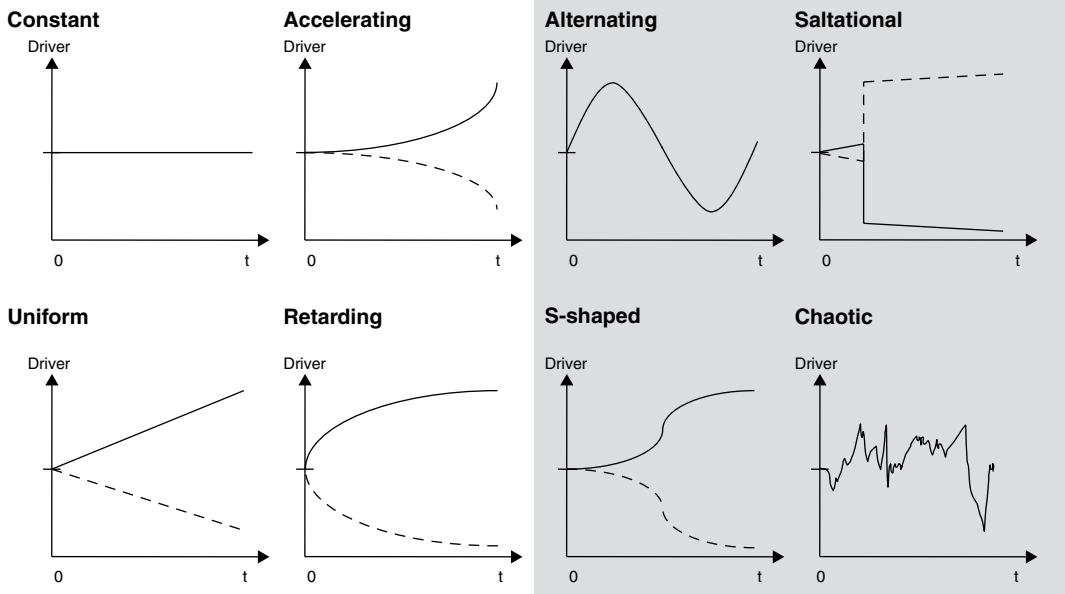 Constant
Driver
0 t
Accelerating
Driver
0 t
Alternating
Driver
0 t
Saltational
Driver
0 t
Uniform
Driver
0 t
Retarding
Driver
0 t
S-shaped
Driver
0 t
Chaotic
Driver
0 t